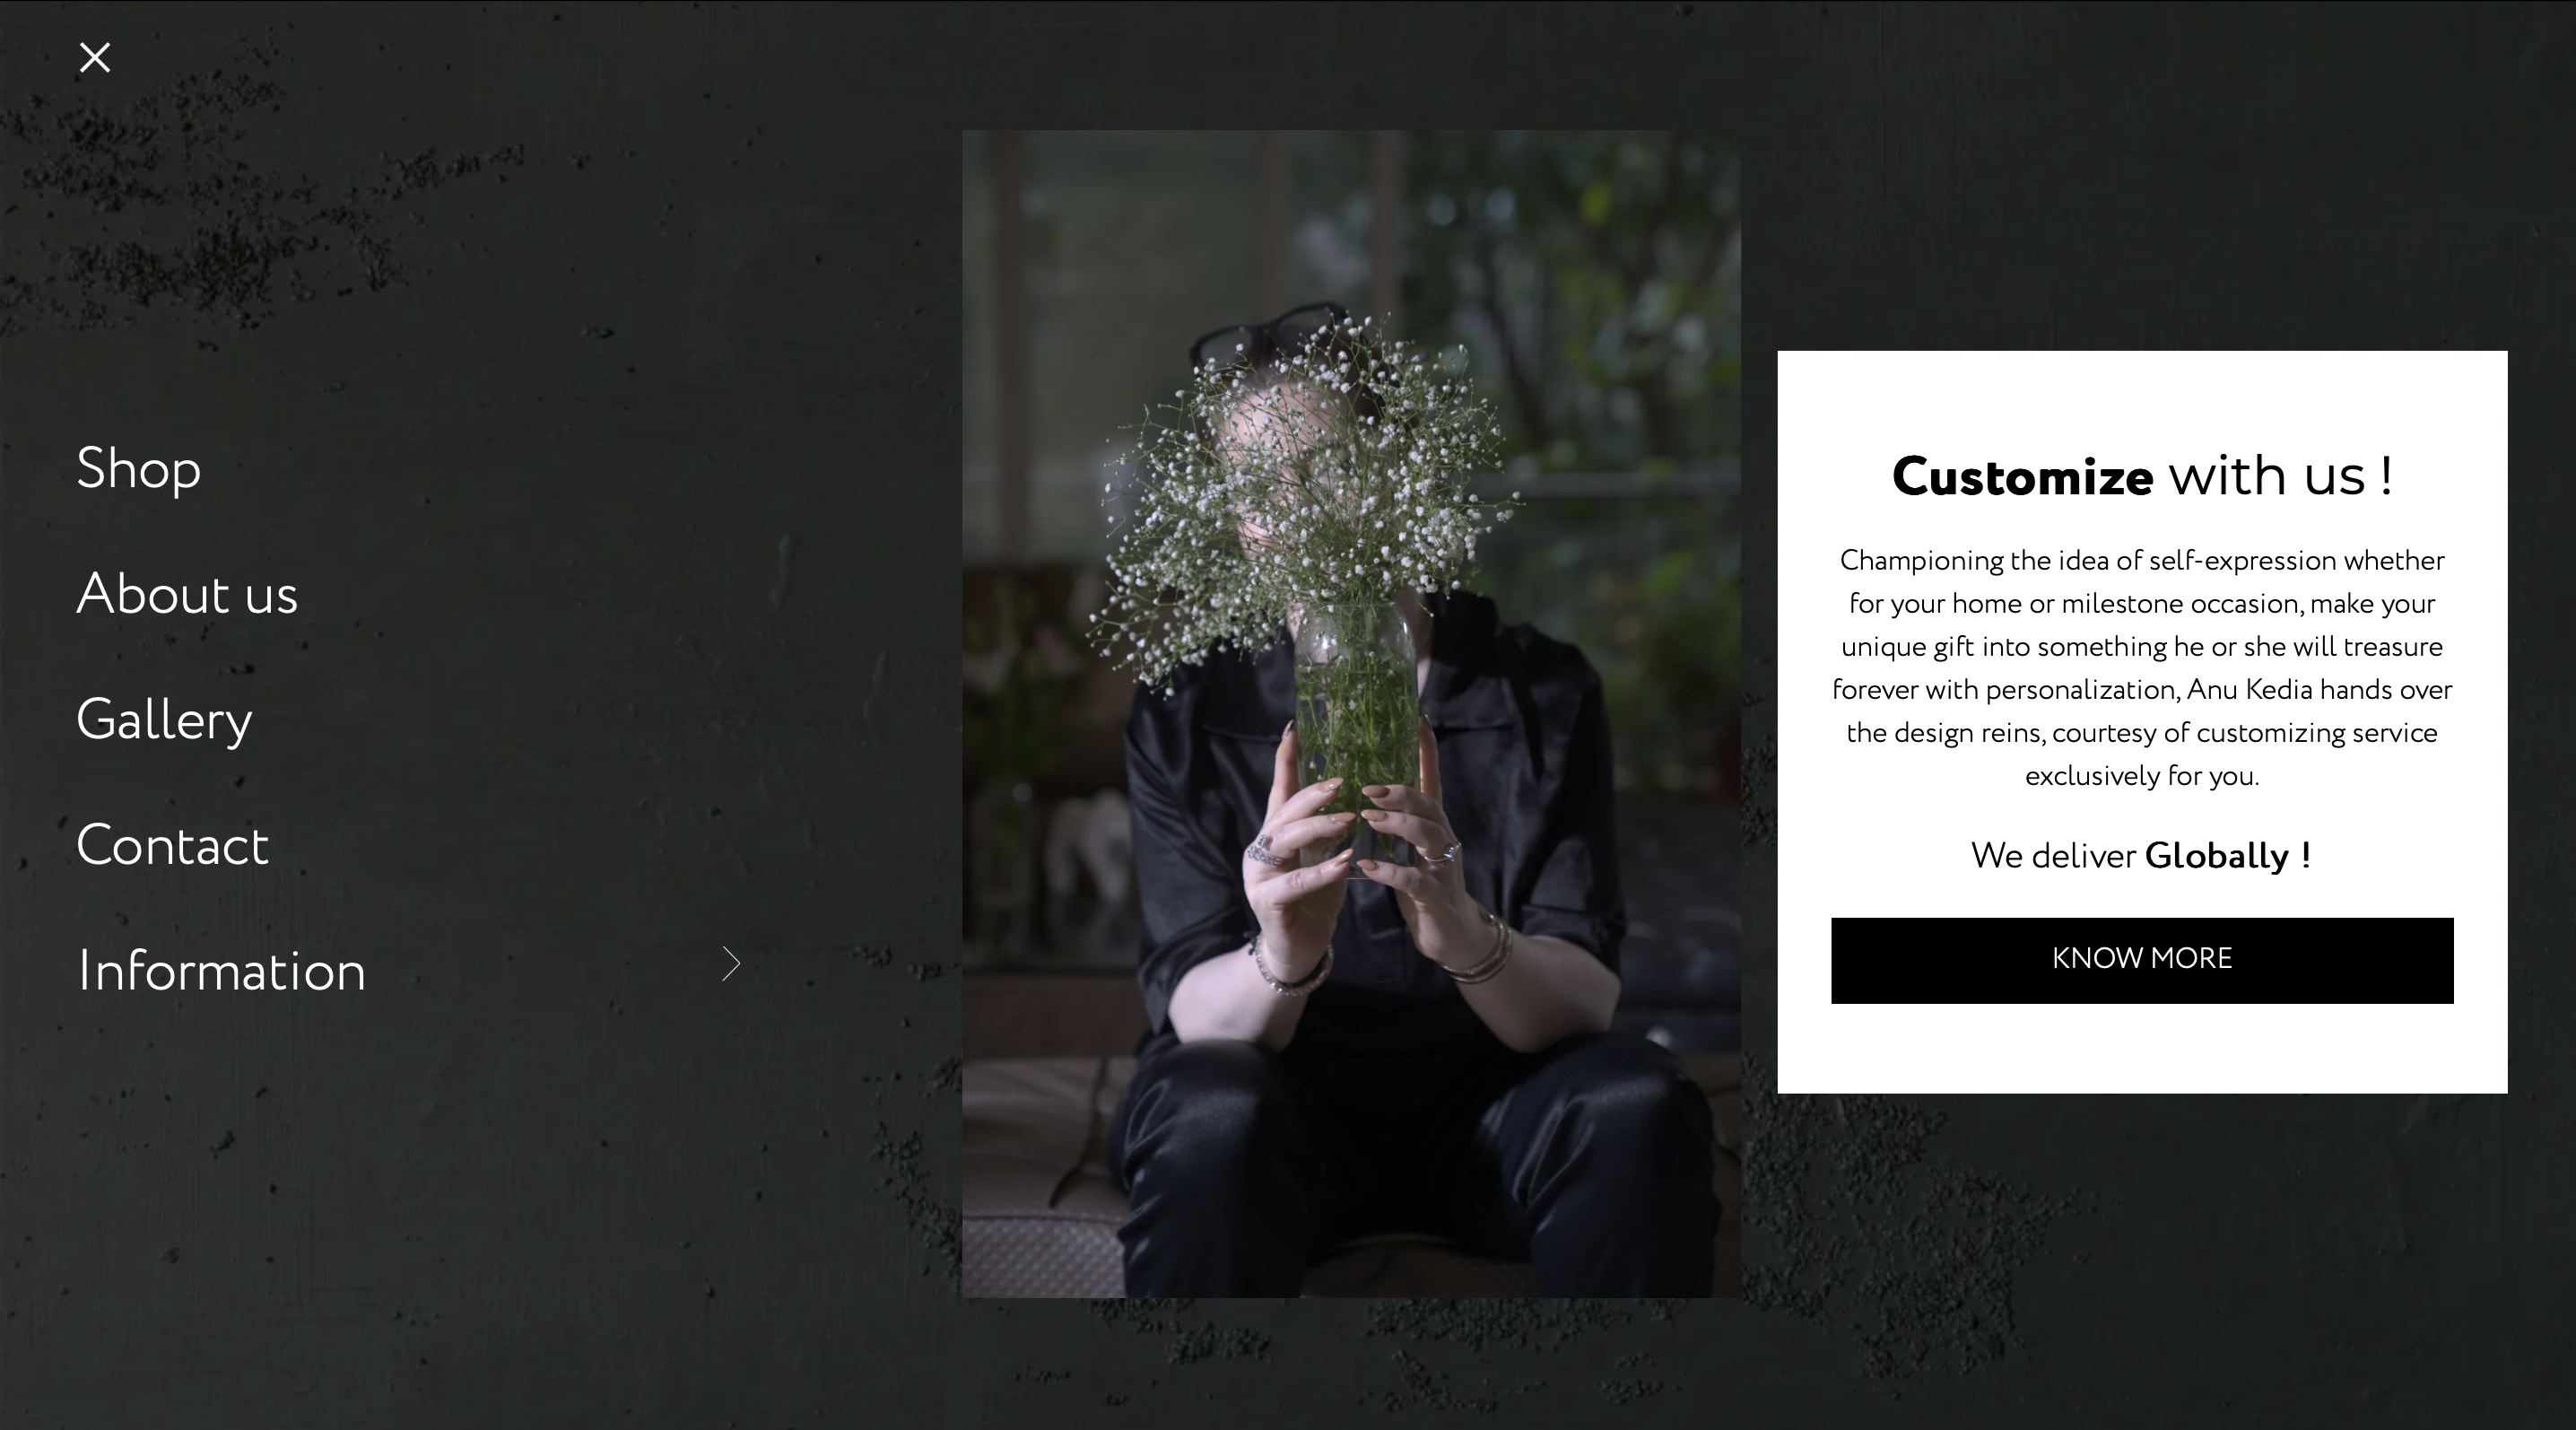 Shop
About us
Gallery
Contact
Information
Customize with us !
Championing the idea of self-expression whether
for your home or milestone occasion, make your
unique gift into something he or she will treasure
forever with personalization, Anu Kedia hands over
the design reins, courtesy of customizing service
exclusively for you.
We deliver Globally !
KNOW MORE